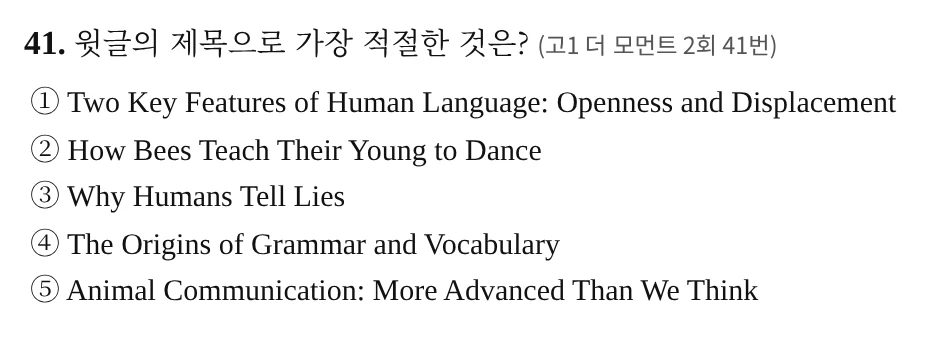 41. 윗글의 제목으로 가장 적절한 것은? (고1 더 모먼트 2회 41번)
① Two Key Features of Human Language: Openness and Displacement
② How Bees Teach Their Young to Dance
③ Why Humans Tell Lies
④ The Origins of Grammar and Vocabulary
⑤ Animal Communication: More Advanced Than We Think